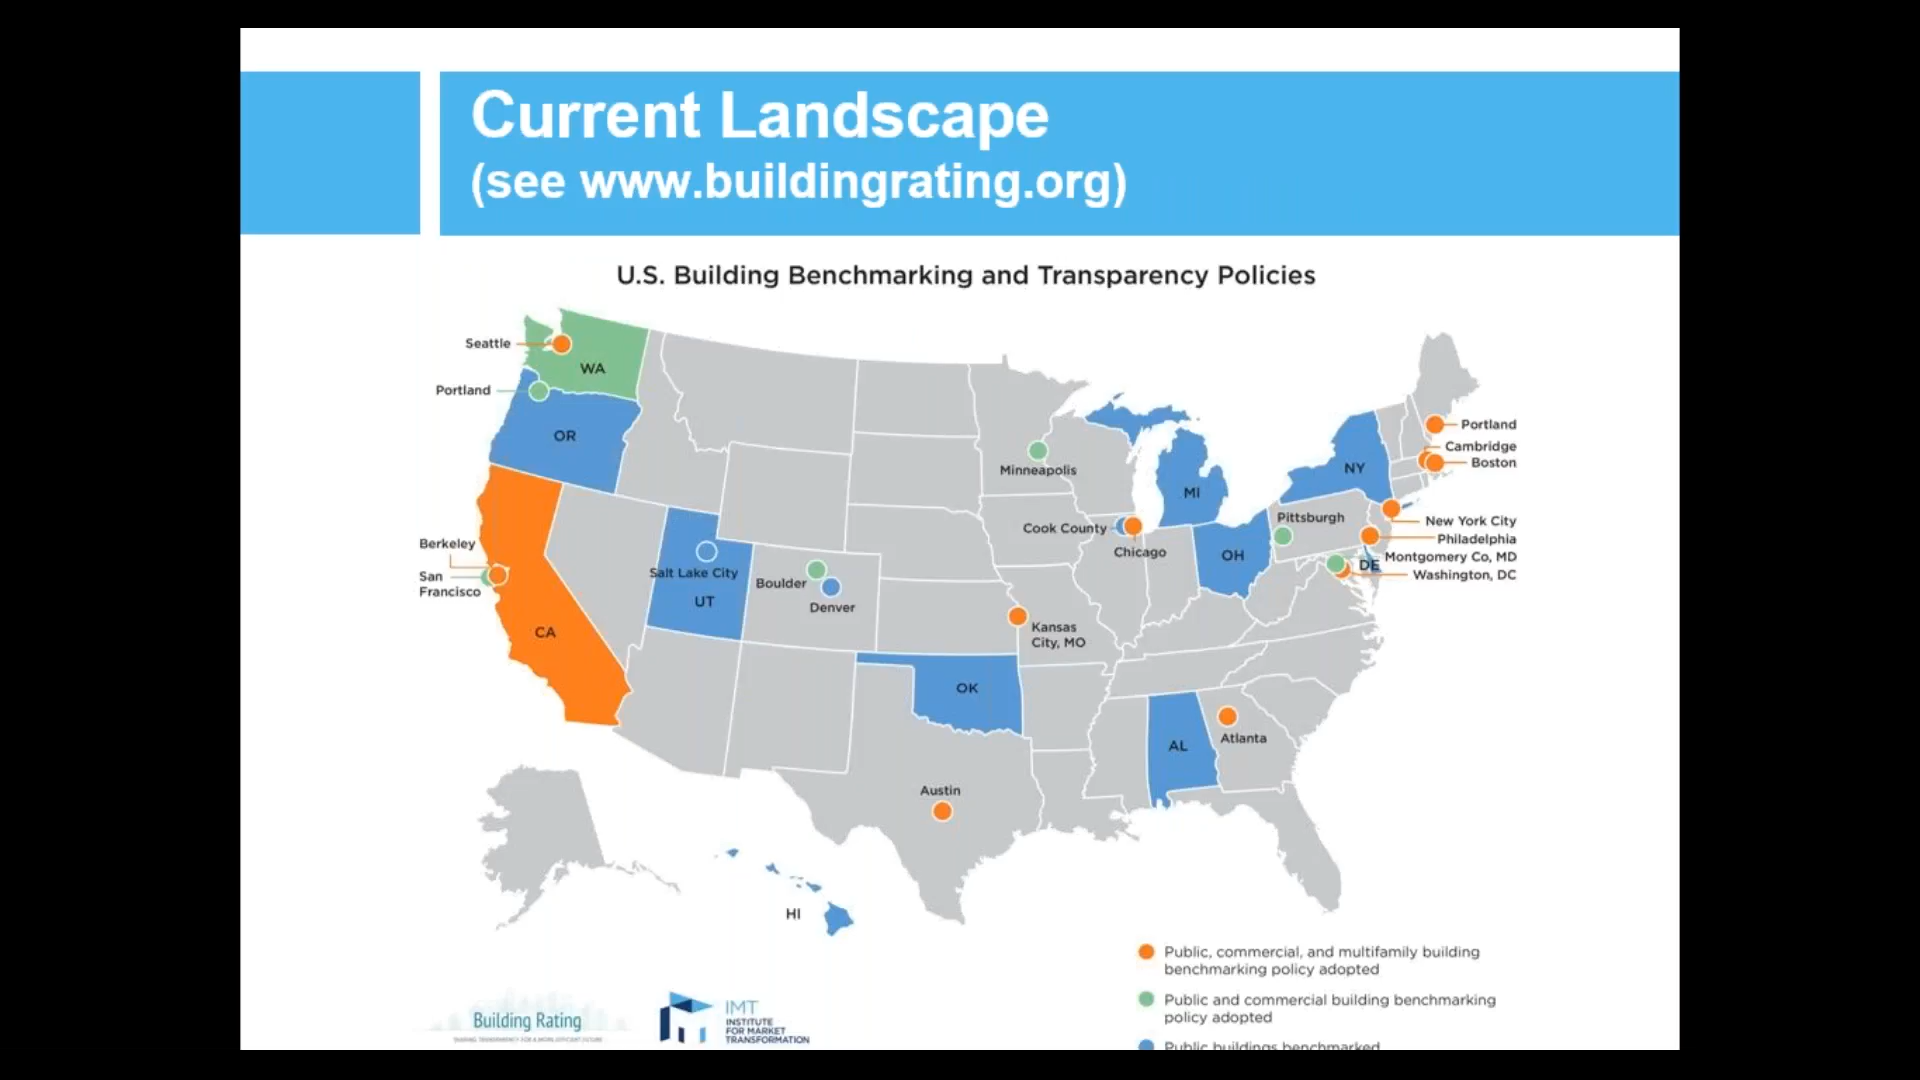 Current Landscape
(see www.buildingrating.org)
U.S. Building Benchmarking and Transparency Policies
Seattle
WA
Portland
OR
Minneapolis
Portland
Cambridge
Boston
NY
MI
Pittsburgh
New York City
Philadelphia
Cook County
Chicago
OH
DE
Montgomery Co, MD
Washington, DC
Berkeley
San
Francisco
Salt Lake City
UT
Boulder
Denver
CA
Kansas
City, MO
OK
AL
Atlanta
Austin
HI
Public, commercial, and multifamily building
benchmarking policy adopted
Public and commercial building benchmarking
policy adopted
Public buildings benchmarked
Building Rating
IMT
INSTITUTE
FOR MARKET
TRANSFORMATION